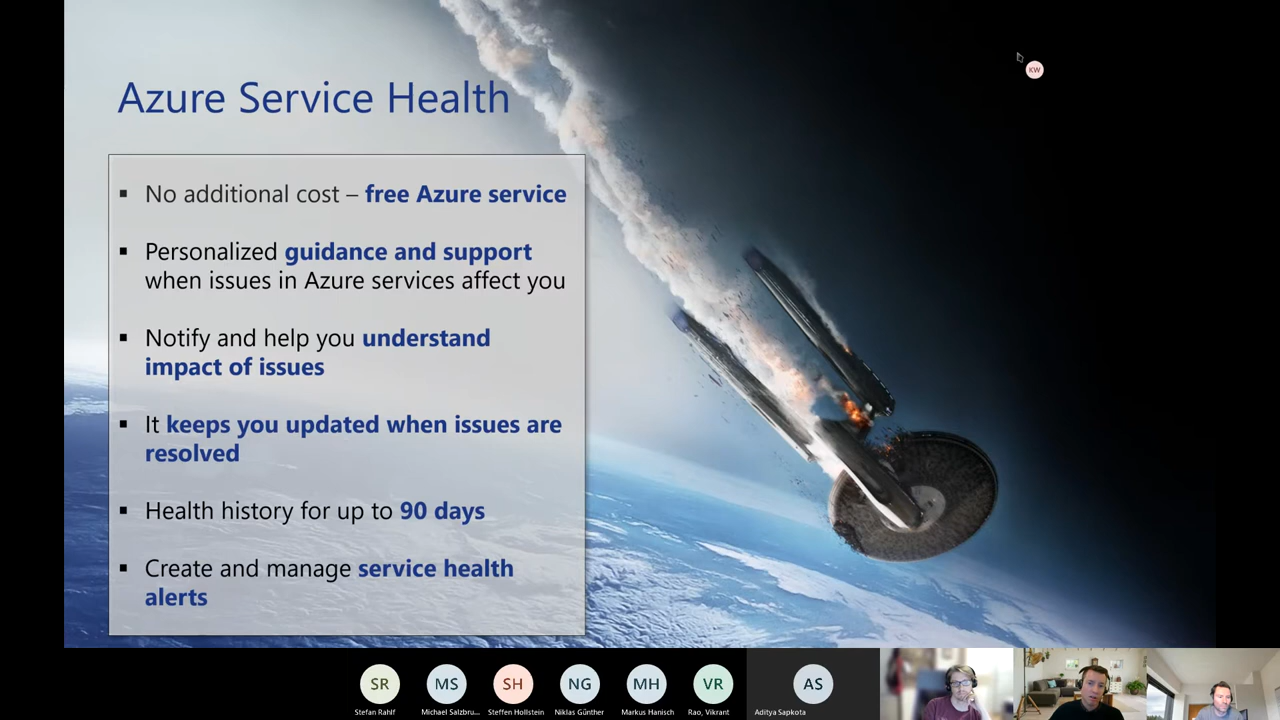 Azure Service Health
▪ No additional cost – free Azure service
▪ Personalized guidance and support
when issues in Azure services affect you
▪ Notify and help you understand
impact of issues
▪ It keeps you updated when issues are
resolved
▪ Health history for up to 90 days
▪ Create and manage service health
alerts
KW
SR MS SH NG MH VR AS
Stefan Rahlf Michael Salzbru... Steffen Hollstein Niklas Günther Markus Hanisch Rao, Vikrant Aditya Sapkota